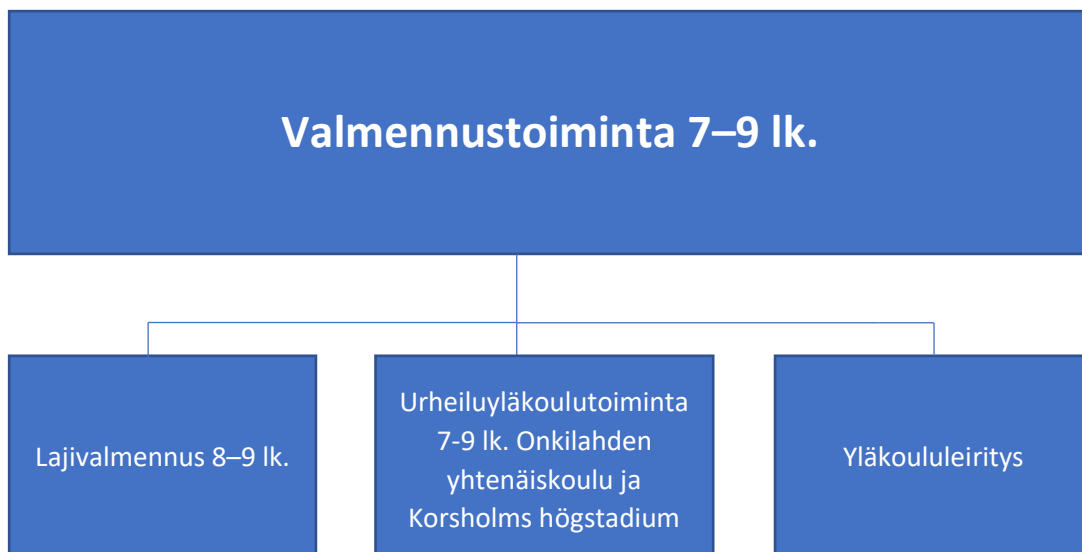 Valmennustoiminta 7–9 lk.
Lajivalmennus 8–9 lk.
Urheiluyläkoulutoiminta
7-9 lk. Onkilahden
yhtenäiskoulu ja
Korsholms högstadium
Yläkoululeiritys